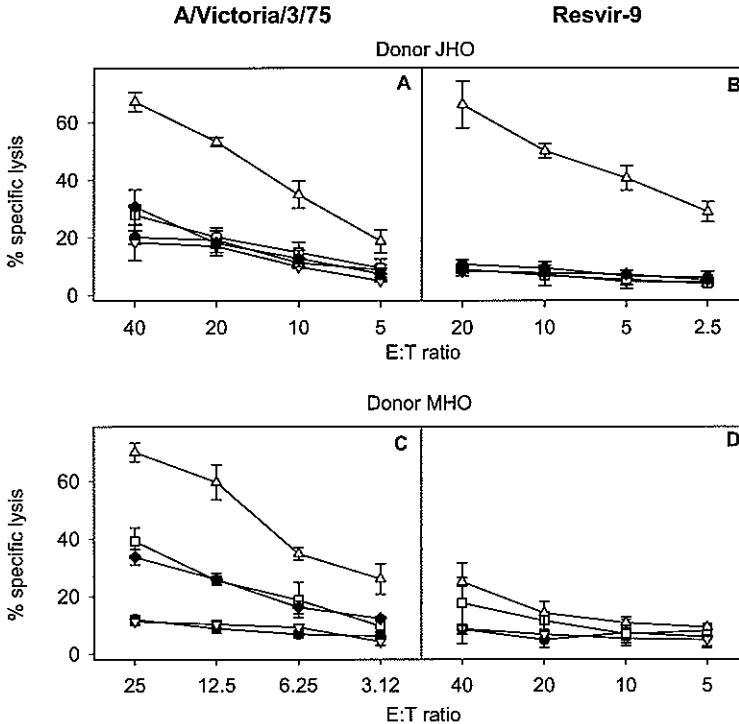 A/Victoria/3/75 Resvir-9
Donor JHO
A B
% specific lysis
60
40
20
0
40 20 10 5 20 10 5 2.5
E:T ratio E:T ratio
Donor MHO
C D
% specific lysis
60
40
20
0
25 12.5 6.25 3.12 40 20 10 5
E:T ratio E:T ratio